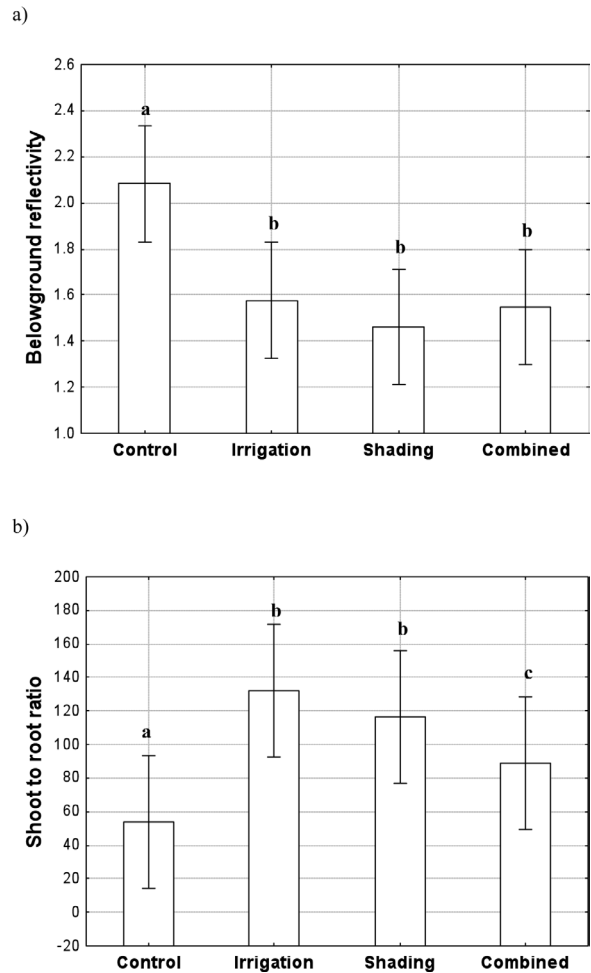 a)
2.6
2.4
2.2
2.0
1.8
1.6
1.4
1.2
1.0
Belowground reflectivity
a
b
b
b
Control Irrigation Shading Combined
b)
200
180
160
140
120
100
80
60
40
20
0
-20
Shoot to root ratio
a
b
b
c
Control Irrigation Shading Combined